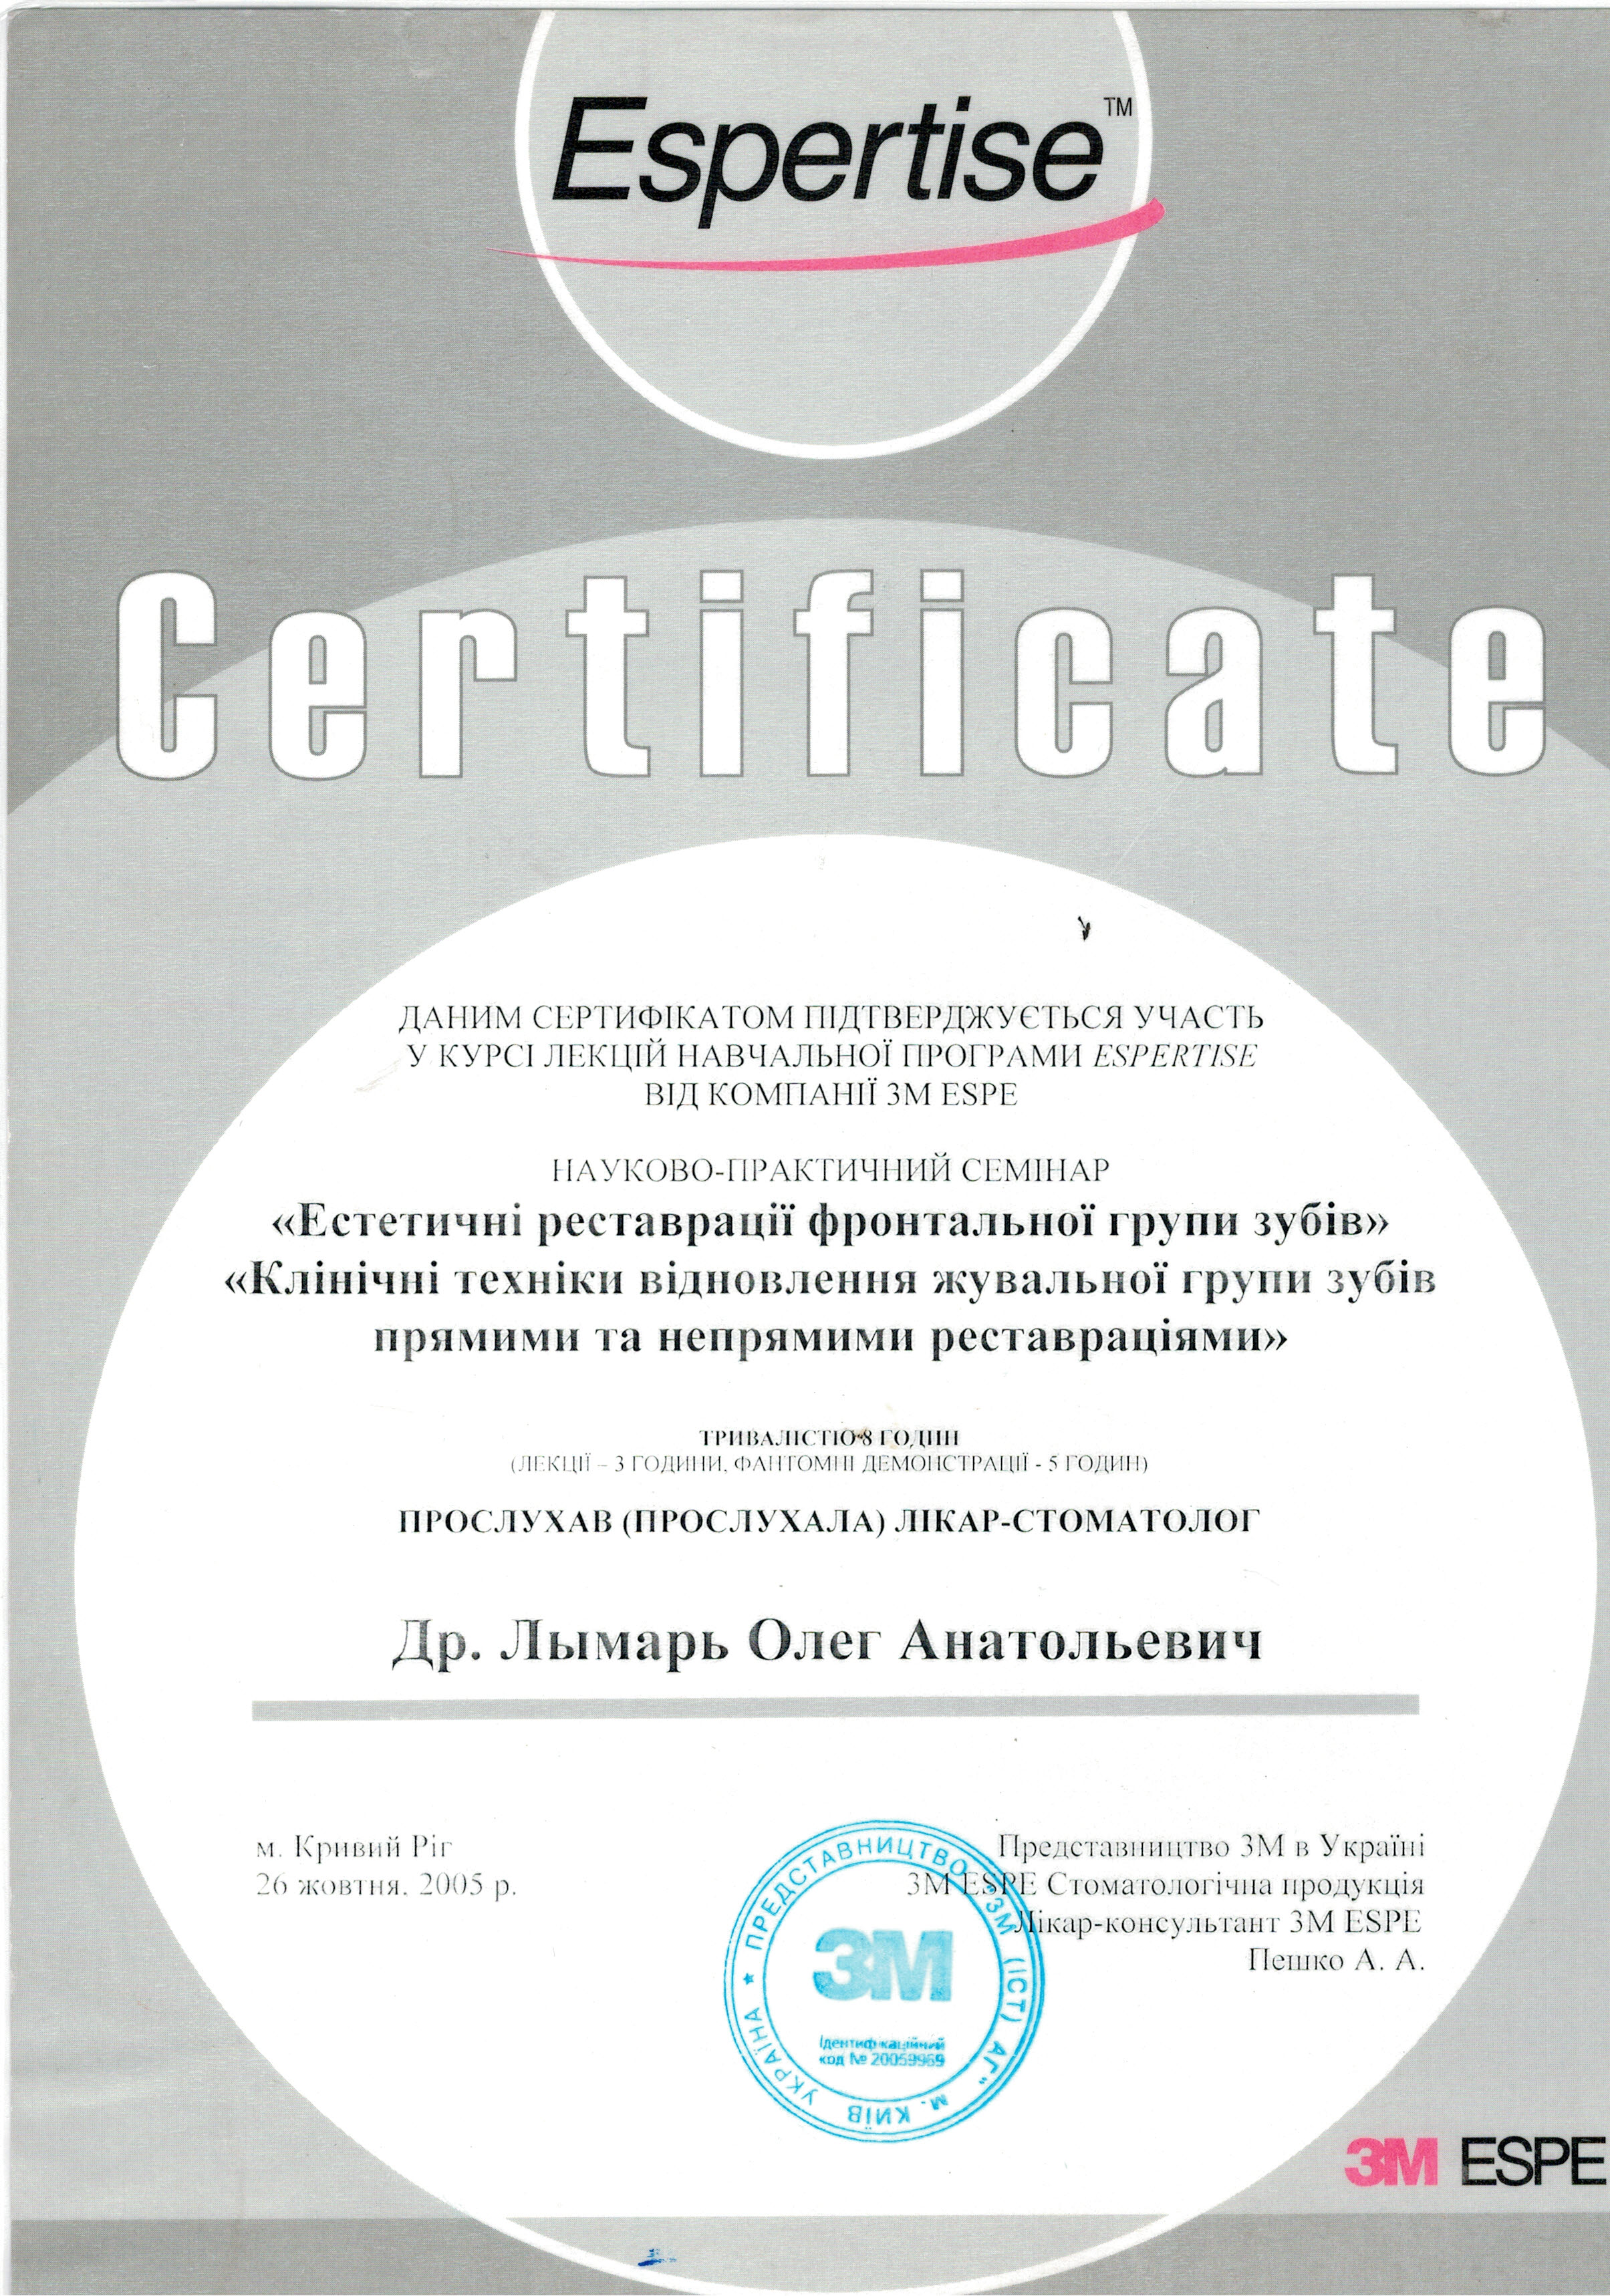 Espertise™
Certificate
ДАНИМ СЕРТИФІКАТОМ ПІДТВЕРДЖУЄТЬСЯ УЧАСТЬ
У КУРСІ ЛЕКЦІЙ НАВЧАЛЬНОЇ ПРОГРАМИ ESPERTISE
ВІД КОМПАНІЇ 3M ESPE
НАУКОВО-ПРАКТИЧНИЙ СЕМІНАР
«Естетичні реставрації фронтальної групи зубів»
«Клінічні техніки відновлення жувальної групи зубів
прямими та непрямими реставраціями»
ТРИВАЛІСТЮ 8 ГОДИН
(ЛЕКЦІЇ – 3 ГОДИНИ, ФАНТОМНІ ДЕМОНСТРАЦІЇ - 5 ГОДИН)
ПРОСЛУХАВ (ПРОСЛУХАЛА) ЛІКАР-СТОМАТОЛОГ
Др. Лымарь Олег Анатольевич
м. Кривий Ріг
26 жовтня, 2005 р.
Представництво 3М в Україні
3M ESPE Стоматологічна продукція
Лікар-консультант 3M ESPE
Пешко А. А.
ПРЕДСТАВНИЦТВО "3М (ІСТ) АГ" м. КИЇВ УКРАЇНА
3M
Ідентифікаційний
код № 20059969
3M ESPE